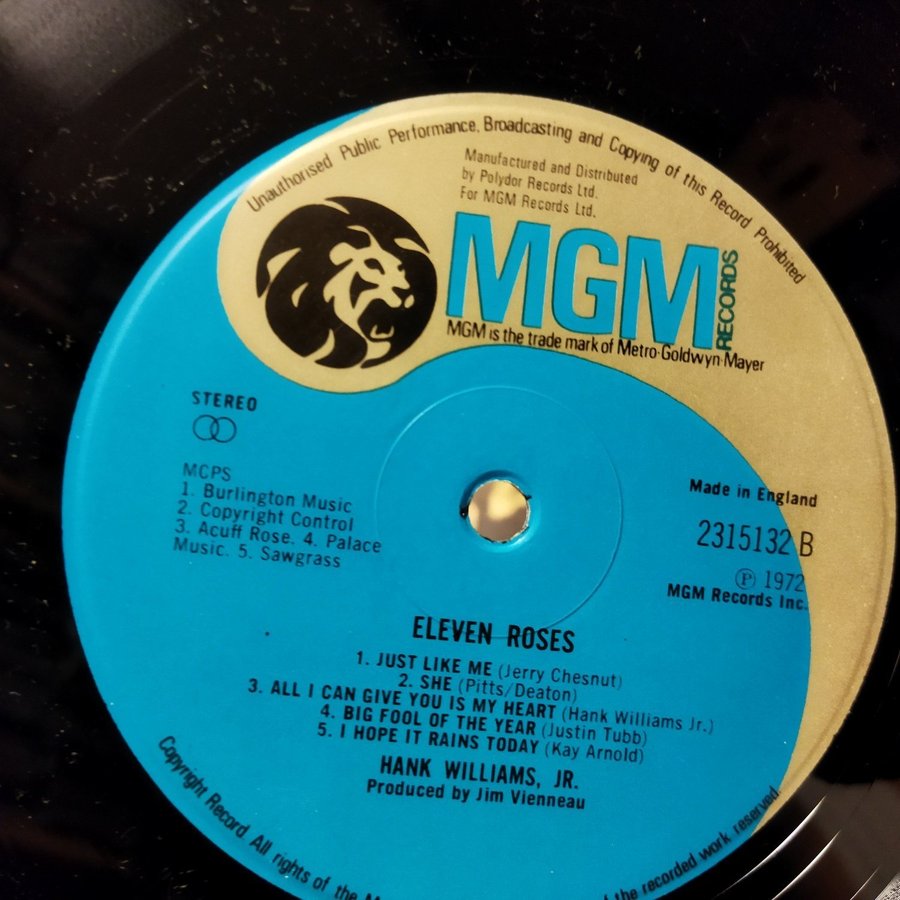 Unauthorised Public Performance, Broadcasting and Copying of this Record Prohibited
Manufactured and Distributed
by Polydor Records Ltd.
For MGM Records Ltd.
MGM
RECORDS
MGM is the trade mark of Metro-Goldwyn-Mayer
STEREO
MCPS
1. Burlington Music
2. Copyright Control
3. Acuff Rose. 4. Palace
Music. 5. Sawgrass
Made in England
2315132 B
Ⓟ 1972
MGM Records Inc.
ELEVEN ROSES
1. JUST LIKE ME (Jerry Chesnut)
2. SHE (Pitts/Deaton)
3. ALL I CAN GIVE YOU IS MY HEART (Hank Williams Jr.)
4. BIG FOOL OF THE YEAR (Justin Tubb)
5. I HOPE IT RAINS TODAY (Kay Arnold)
HANK WILLIAMS, JR.
Produced by Jim Vienneau
Copyright Record. All rights of the
the recorded work reserved.